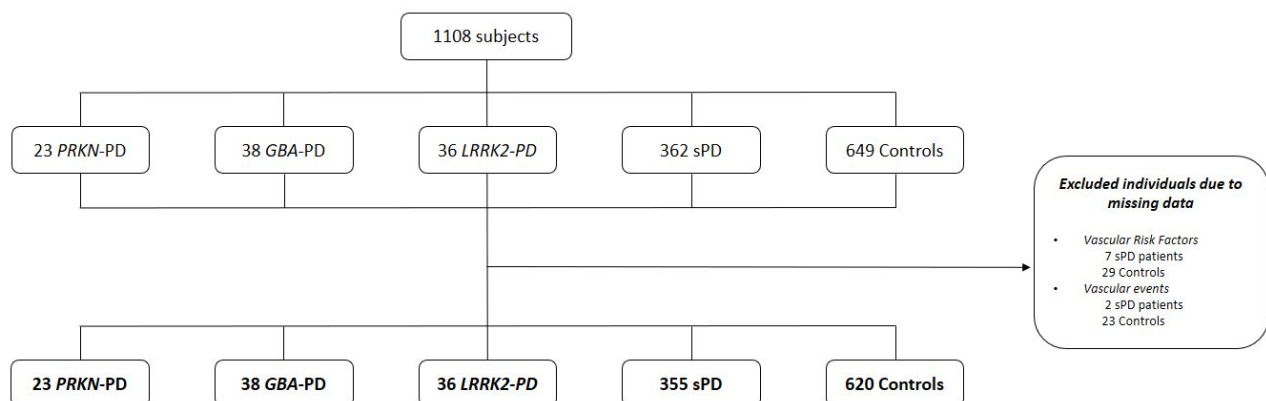 1108 subjects
23 PRKN-PD
38 GBA-PD
36 LRRK2-PD
362 sPD
649 Controls
Excluded individuals due to
missing data
• Vascular Risk Factors
7 sPD patients
29 Controls
• Vascular events
2 sPD patients
23 Controls
23 PRKN-PD
38 GBA-PD
36 LRRK2-PD
355 sPD
620 Controls